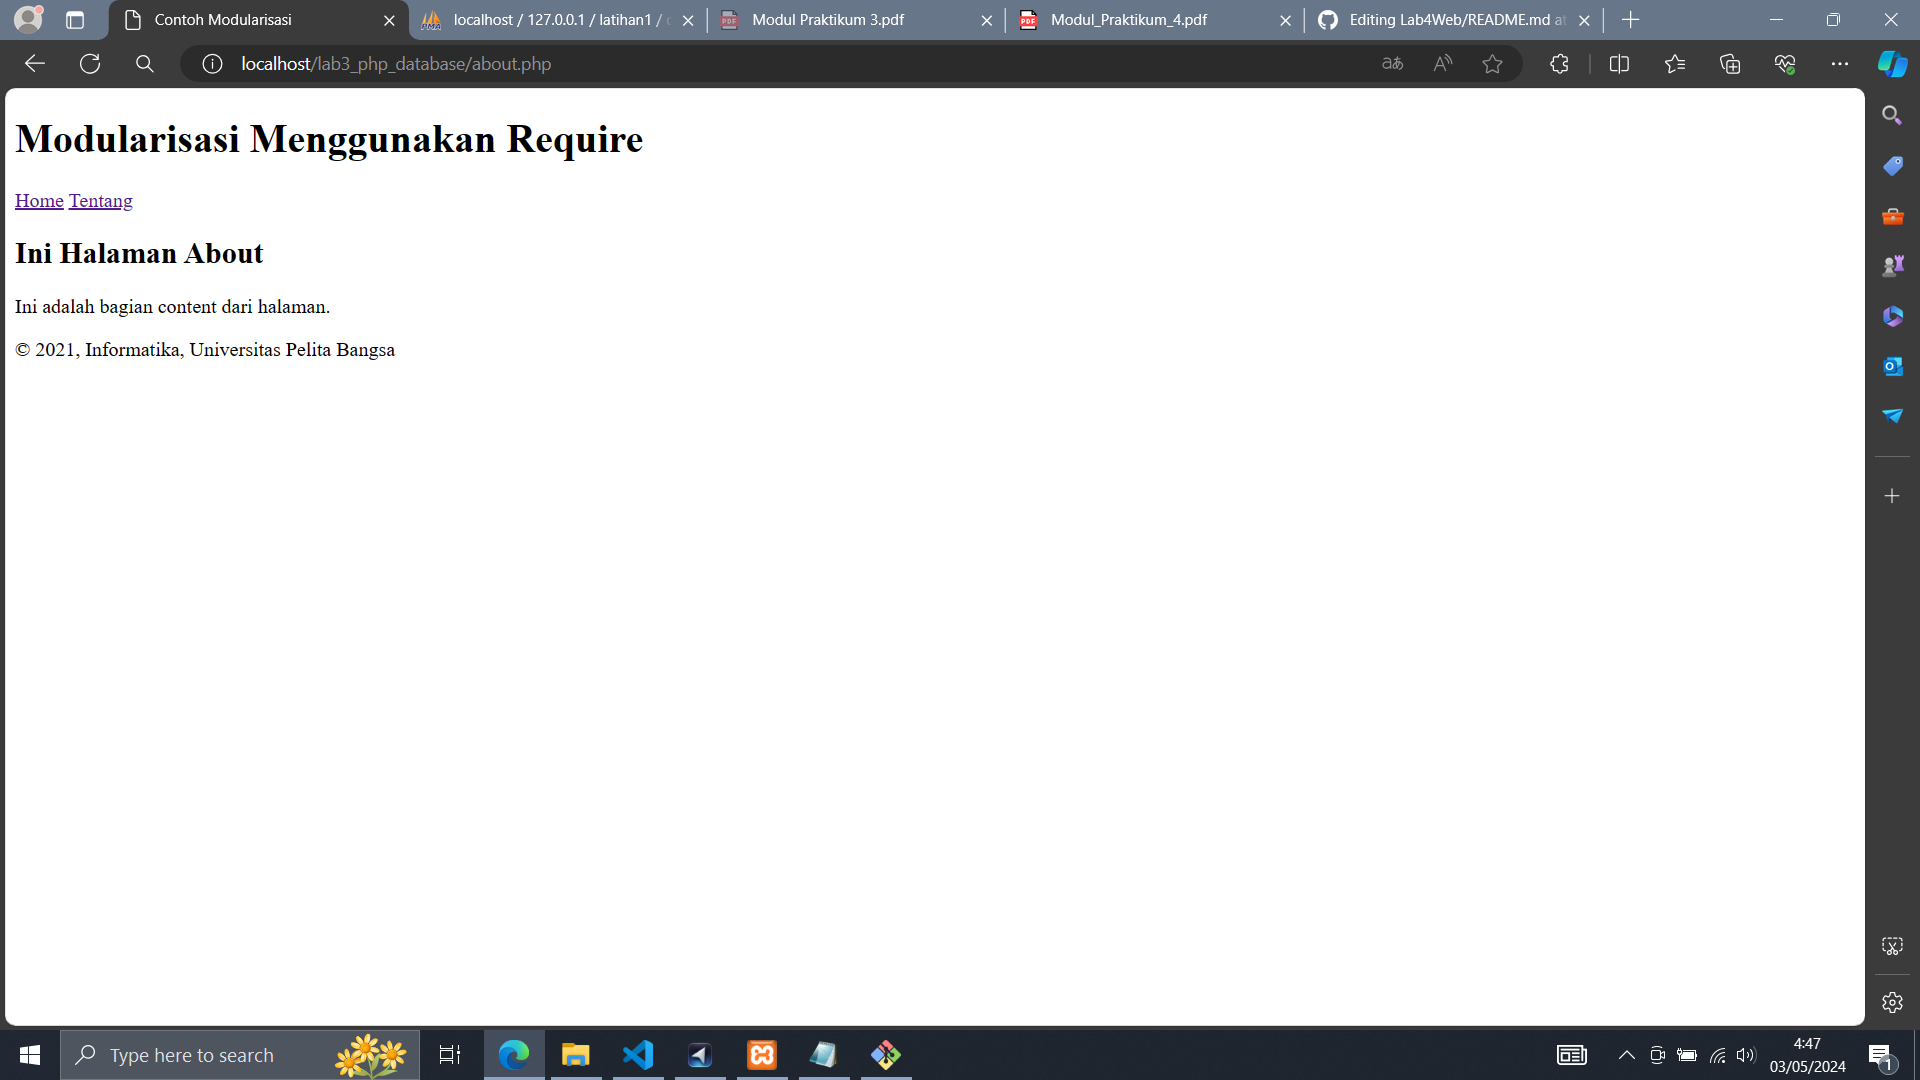 Contoh Modularisasi
localhost / 127.0.0.1 / latihan1 /
Modul Praktikum 3.pdf
Modul_Praktikum_4.pdf
Editing Lab4Web/README.md at
localhost/lab3_php_database/about.php
Modularisasi Menggunakan Require
Home Tentang
Ini Halaman About
Ini adalah bagian content dari halaman.
© 2021, Informatika, Universitas Pelita Bangsa
Type here to search
4:47
03/05/2024
1